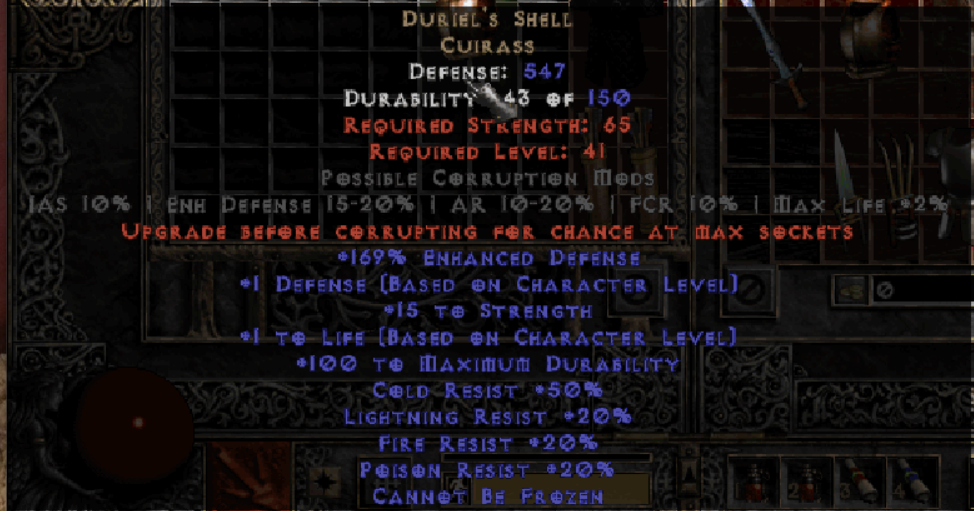 Duriel's Shell
Cuirass
Defense: 547
Durability 43 of 150
Required Strength: 65
Required Level: 41
Possible Corruption Mods
IAS 10% | Enh Defense 15-20% | AR 10-20% | FCR 10% | Max Life +2%
Upgrade before corrupting for chance at max sockets
+169% Enhanced Defense
+1 Defense (Based on Character Level)
+15 to Strength
+1 to Life (Based on Character Level)
+100 to Maximum Durability
Cold Resist +50%
Lightning Resist +20%
Fire Resist +20%
Poison Resist +20%
Cannot Be Frozen